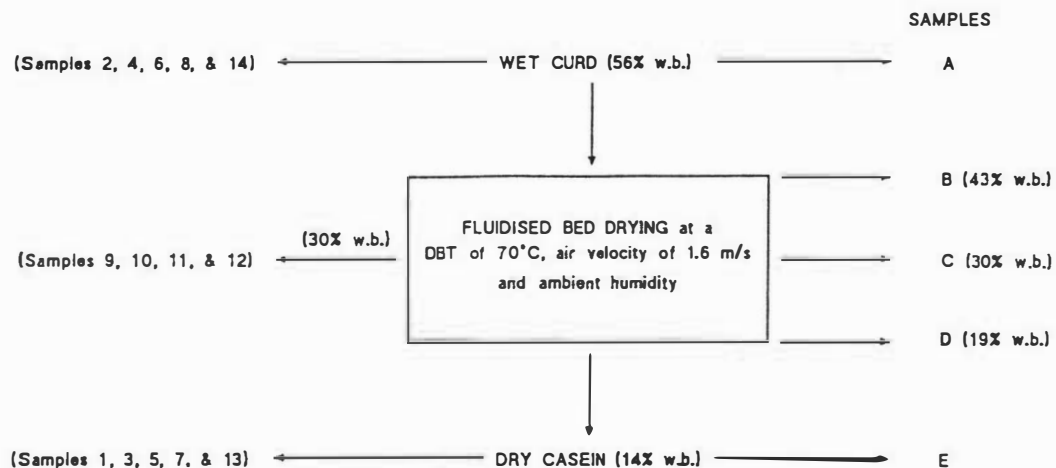 SAMPLES
(Samples 2, 4, 6, 8, & 14) WET CURD (56% w.b.) A
B (43% w.b.)
FLUIDISED BED DRYING at a
(30% w.b.) DBT of 70°C, air velocity of 1.6 m/s
(Samples 9, 10, 11, & 12) C (30% w.b.)
and ambient humidity
D (19% w.b.)
(Samples 1, 3, 5, 7, & 13) DRY CASEIN (14% w.b.) E